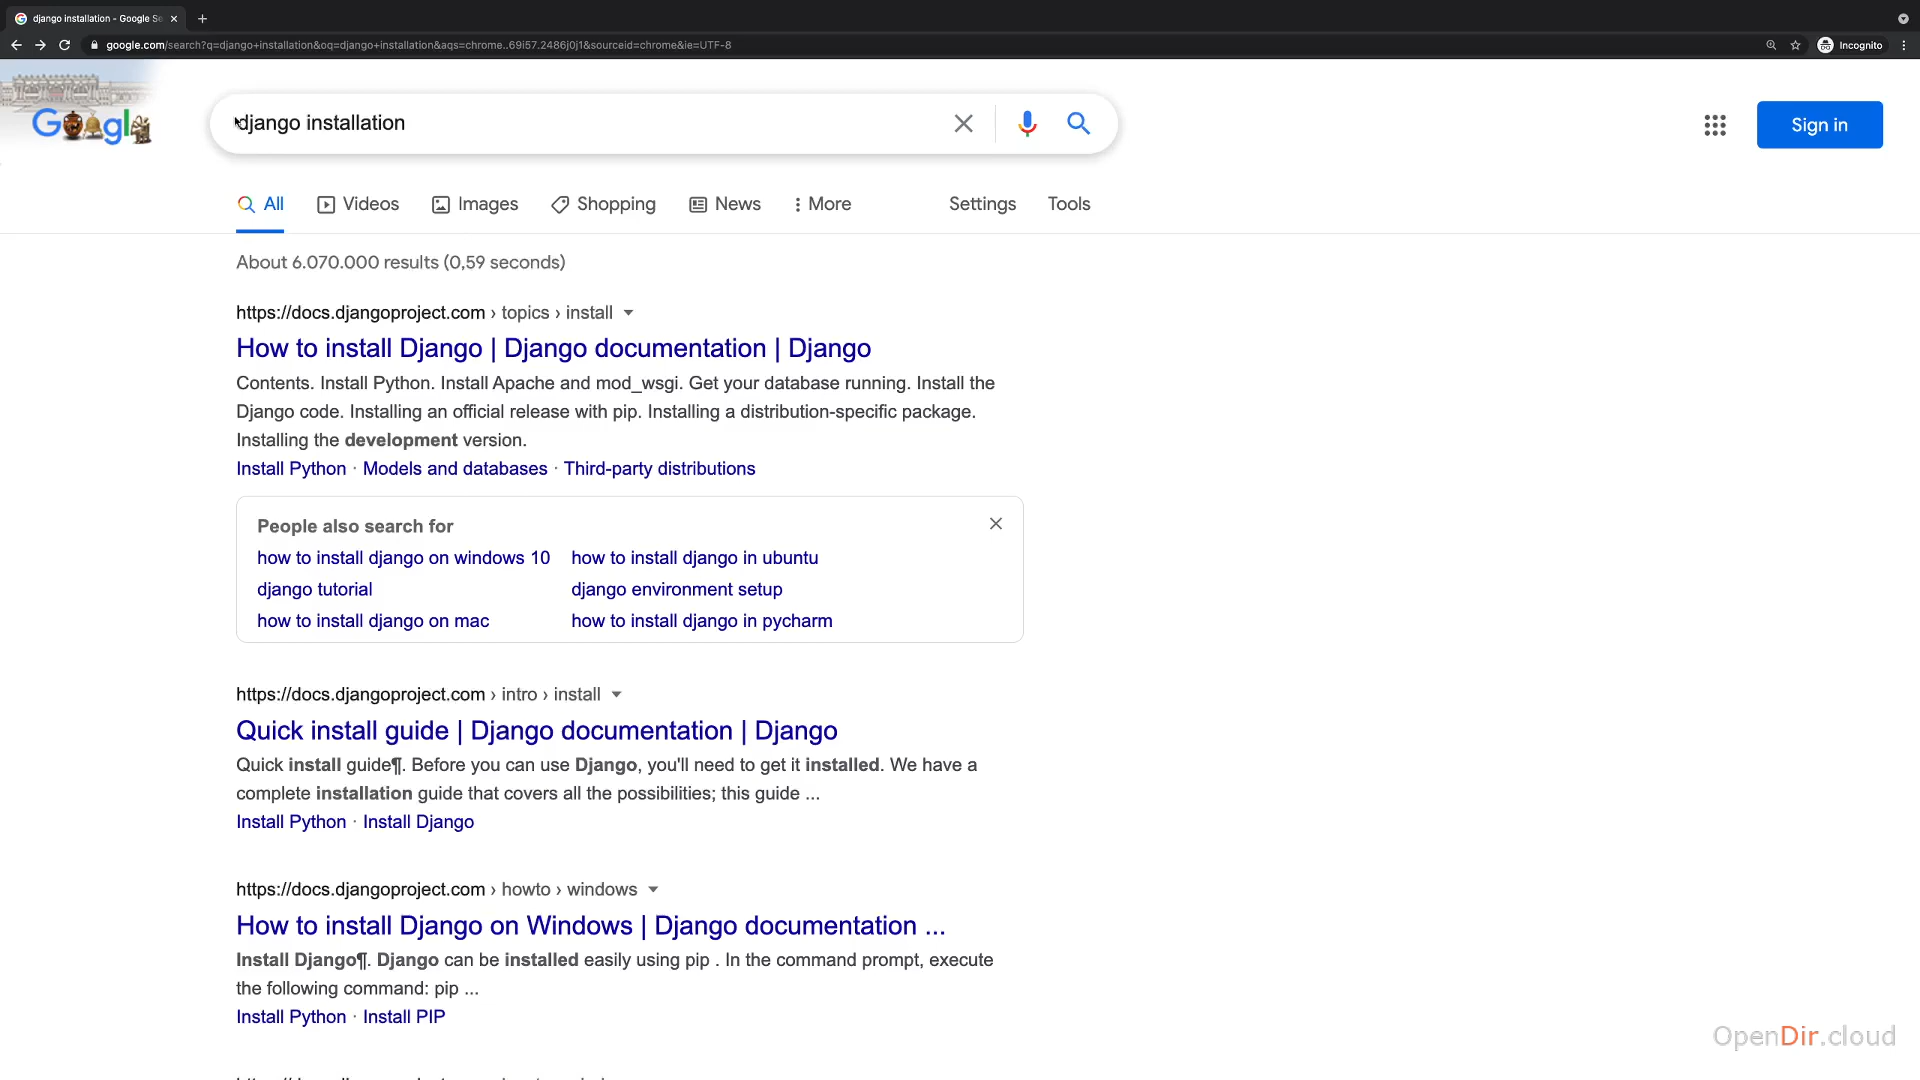 django installation - Google Se
google.com/search?q=django+installation&oq=django+installation&aqs=chrome..69i57.2486j0j1&sourceid=chrome&ie=UTF-8
Incognito
Google
django installation
Sign in
All Videos Images Shopping News More Settings Tools
About 6.070.000 results (0,59 seconds)
https://docs.djangoproject.com › topics › install
How to install Django | Django documentation | Django
Contents. Install Python. Install Apache and mod_wsgi. Get your database running. Install the
Django code. Installing an official release with pip. Installing a distribution-specific package.
Installing the development version.
Install Python · Models and databases · Third-party distributions
People also search for
how to install django on windows 10 how to install django in ubuntu
django tutorial django environment setup
how to install django on mac how to install django in pycharm
https://docs.djangoproject.com › intro › install
Quick install guide | Django documentation | Django
Quick install guide¶. Before you can use Django, you'll need to get it installed. We have a
complete installation guide that covers all the possibilities; this guide ...
Install Python · Install Django
https://docs.djangoproject.com › howto › windows
How to install Django on Windows | Django documentation ...
Install Django¶. Django can be installed easily using pip . In the command prompt, execute
the following command: pip ...
Install Python · Install PIP
OpenDir.cloud